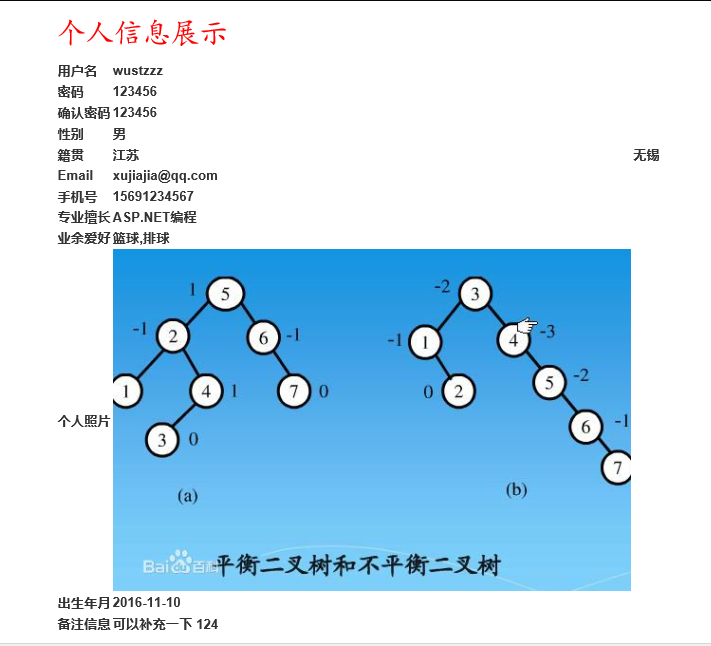 个人信息展示
用户名 wustzzz
密码 123456
确认密码 123456
性别 男
籍贯 江苏 无锡
Email xujiajia@qq.com
手机号 15691234567
专业擅长 ASP.NET编程
业余爱好 篮球,排球
个人照片
1 5 -2 3
-1 2 6 -1 -1 1 4 -3
1 4 1 7 0 0 2 5 -2
3 0 6 -1
7
(a) (b)
Bai 百科 平衡二叉树和不平衡二叉树
出生年月 2016-11-10
备注信息 可以补充一下 124